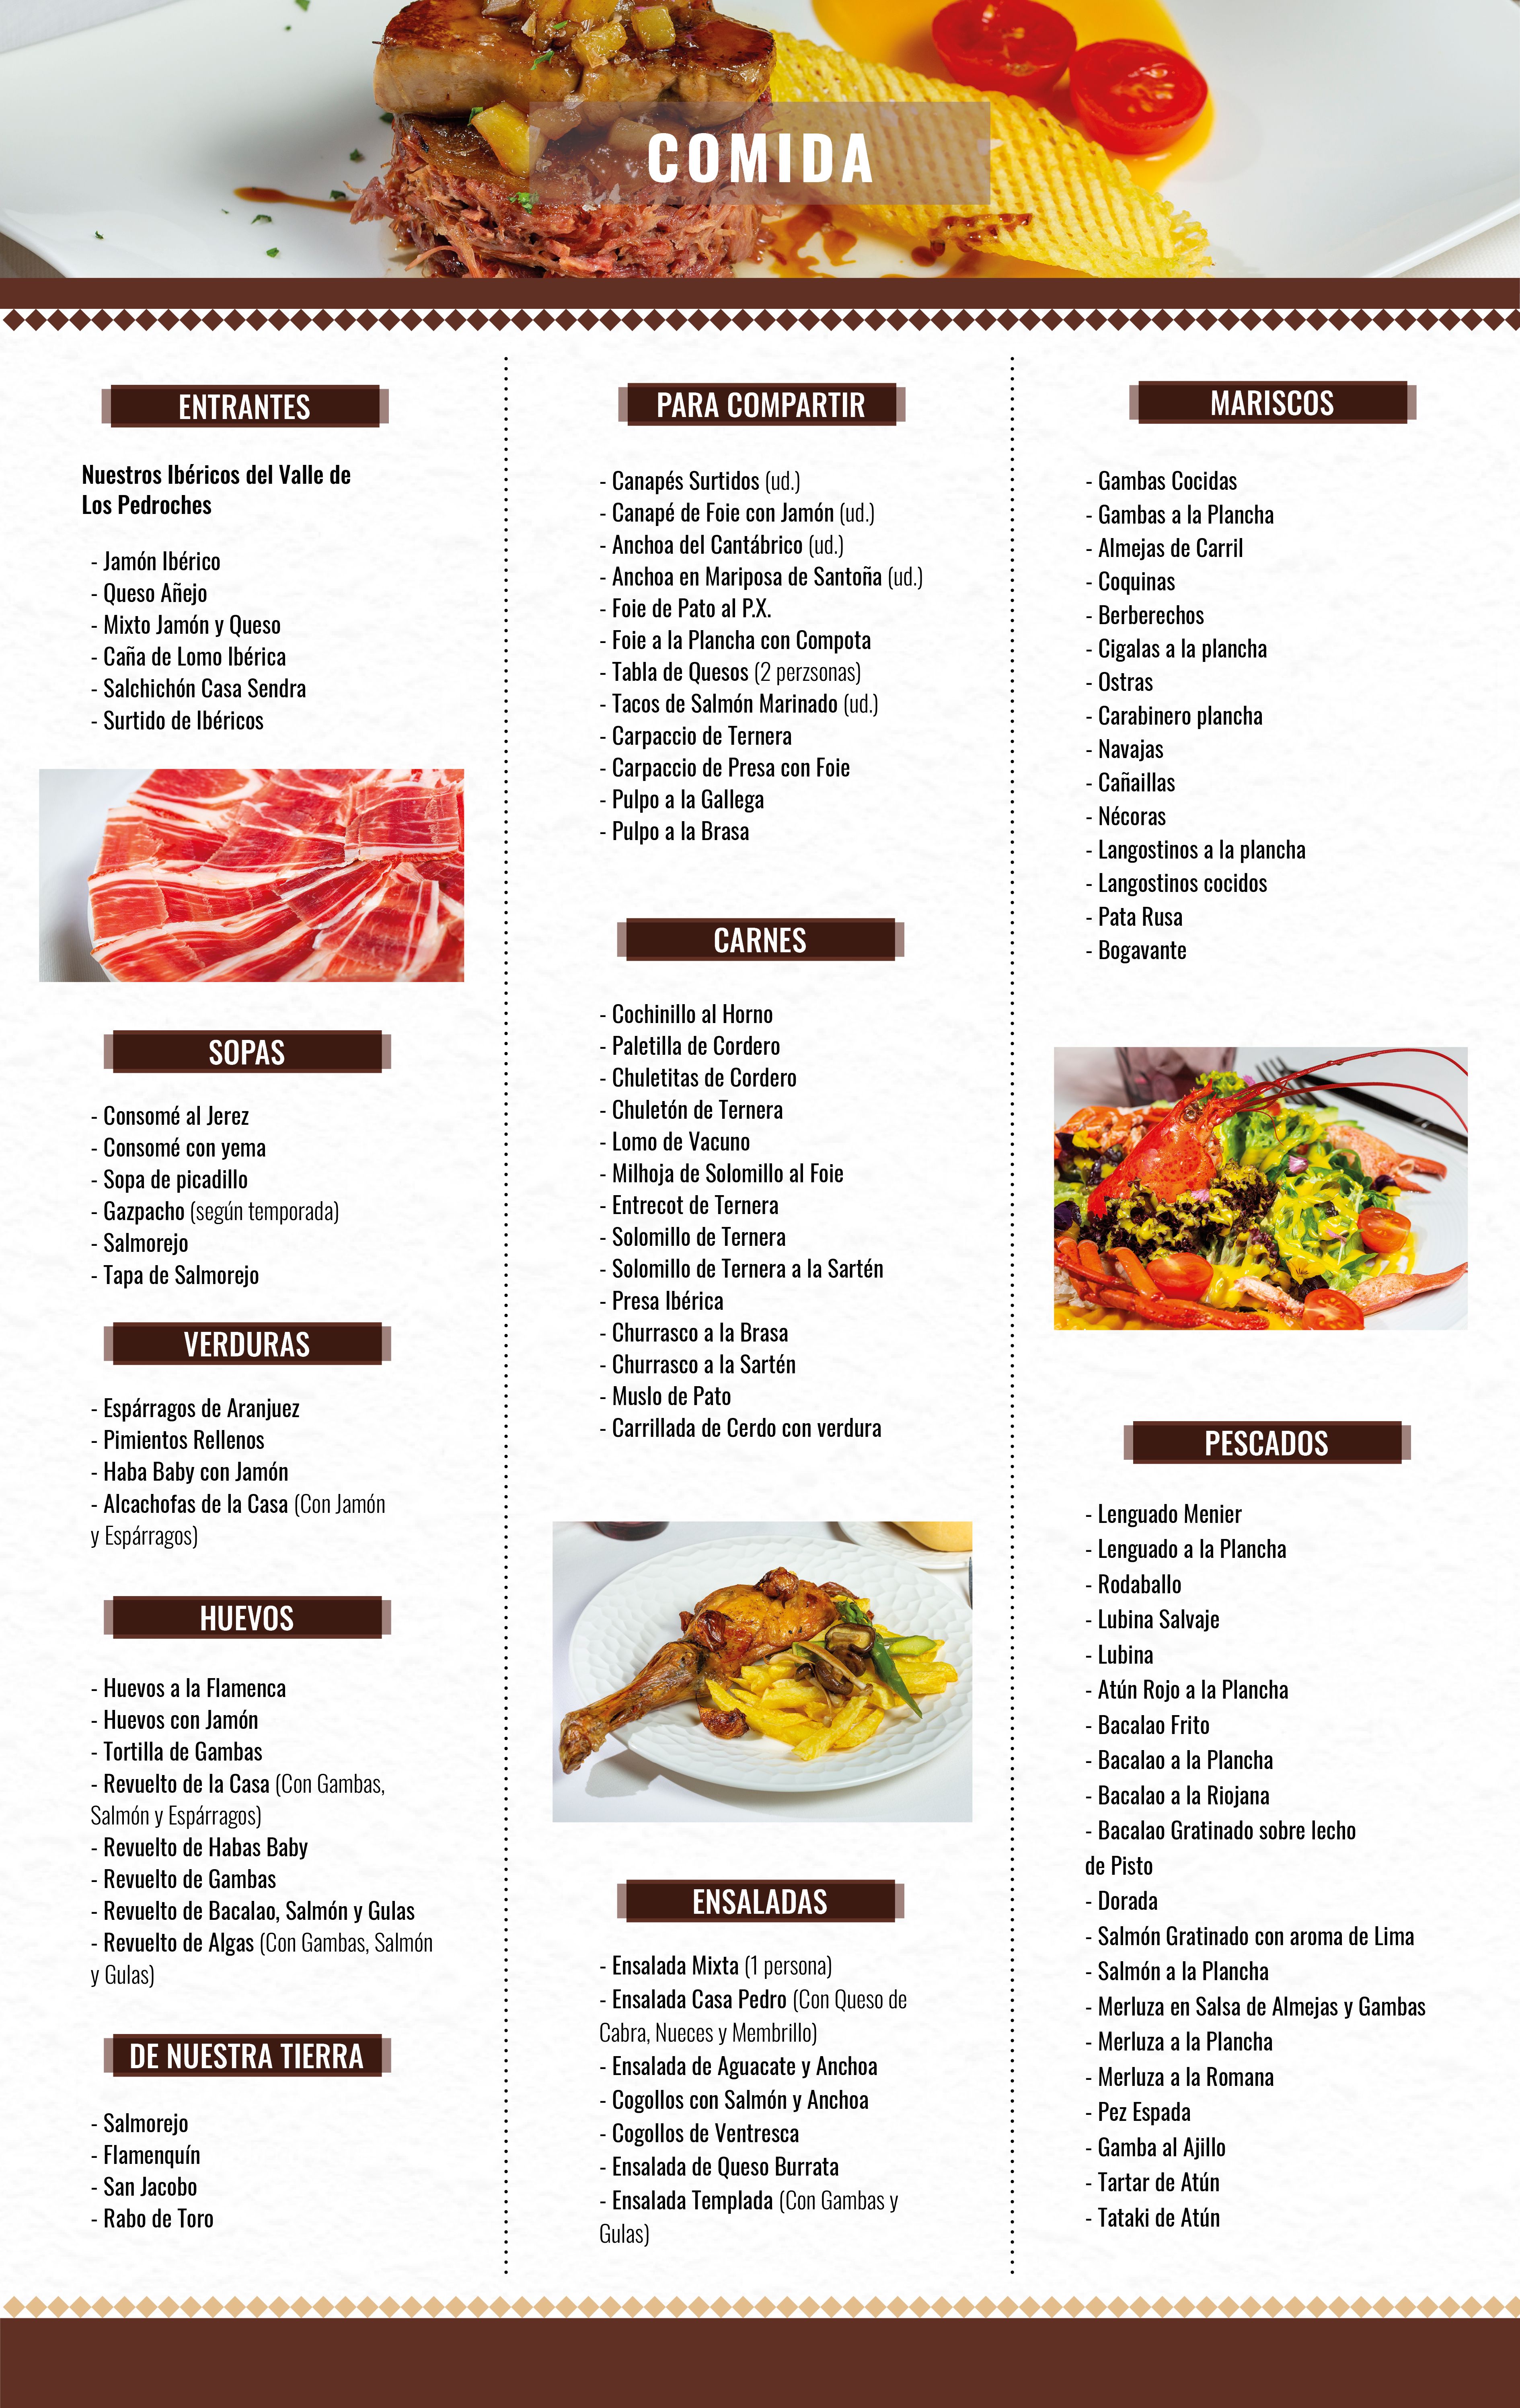 COMIDA
ENTRANTES
Nuestros Ibéricos del Valle de
Los Pedroches
- Jamón Ibérico
- Queso Añejo
- Mixto Jamón y Queso
- Caña de Lomo Ibérica
- Salchichón Casa Sendra
- Surtido de Ibéricos
SOPAS
- Consomé al Jerez
- Consomé con yema
- Sopa de picadillo
- Gazpacho (según temporada)
- Salmorejo
- Tapa de Salmorejo
VERDURAS
- Espárragos de Aranjuez
- Pimientos Rellenos
- Haba Baby con Jamón
- Alcachofas de la Casa (Con Jamón
y Espárragos)
HUEVOS
- Huevos a la Flamenca
- Huevos con Jamón
- Tortilla de Gambas
- Revuelto de la Casa (Con Gambas,
Salmón y Espárragos)
- Revuelto de Habas Baby
- Revuelto de Gambas
- Revuelto de Bacalao, Salmón y Gulas
- Revuelto de Algas (Con Gambas, Salmón
y Gulas)
DE NUESTRA TIERRA
- Salmorejo
- Flamenquín
- San Jacobo
- Rabo de Toro
PARA COMPARTIR
- Canapés Surtidos (ud.)
- Canapé de Foie con Jamón (ud.)
- Anchoa del Cantábrico (ud.)
- Anchoa en Mariposa de Santoña (ud.)
- Foie de Pato al P.X.
- Foie a la Plancha con Compota
- Tabla de Quesos (2 perzsonas)
- Tacos de Salmón Marinado (ud.)
- Carpaccio de Ternera
- Carpaccio de Presa con Foie
- Pulpo a la Gallega
- Pulpo a la Brasa
CARNES
- Cochinillo al Horno
- Paletilla de Cordero
- Chuletitas de Cordero
- Chuletón de Ternera
- Lomo de Vacuno
- Milhoja de Solomillo al Foie
- Entrecot de Ternera
- Solomillo de Ternera
- Solomillo de Ternera a la Sartén
- Presa Ibérica
- Churrasco a la Brasa
- Churrasco a la Sartén
- Muslo de Pato
- Carrillada de Cerdo con verdura
ENSALADAS
- Ensalada Mixta (1 persona)
- Ensalada Casa Pedro (Con Queso de
Cabra, Nueces y Membrillo)
- Ensalada de Aguacate y Anchoa
- Cogollos con Salmón y Anchoa
- Cogollos de Ventresca
- Ensalada de Queso Burrata
- Ensalada Templada (Con Gambas y
Gulas)
MARISCOS
- Gambas Cocidas
- Gambas a la Plancha
- Almejas de Carril
- Coquinas
- Berberechos
- Cigalas a la plancha
- Ostras
- Carabinero plancha
- Navajas
- Cañaillas
- Nécoras
- Langostinos a la plancha
- Langostinos cocidos
- Pata Rusa
- Bogavante
PESCADOS
- Lenguado Menier
- Lenguado a la Plancha
- Rodaballo
- Lubina Salvaje
- Lubina
- Atún Rojo a la Plancha
- Bacalao Frito
- Bacalao a la Plancha
- Bacalao a la Riojana
- Bacalao Gratinado sobre lecho
de Pisto
- Dorada
- Salmón Gratinado con aroma de Lima
- Salmón a la Plancha
- Merluza en Salsa de Almejas y Gambas
- Merluza a la Plancha
- Merluza a la Romana
- Pez Espada
- Gamba al Ajillo
- Tartar de Atún
- Tataki de Atún